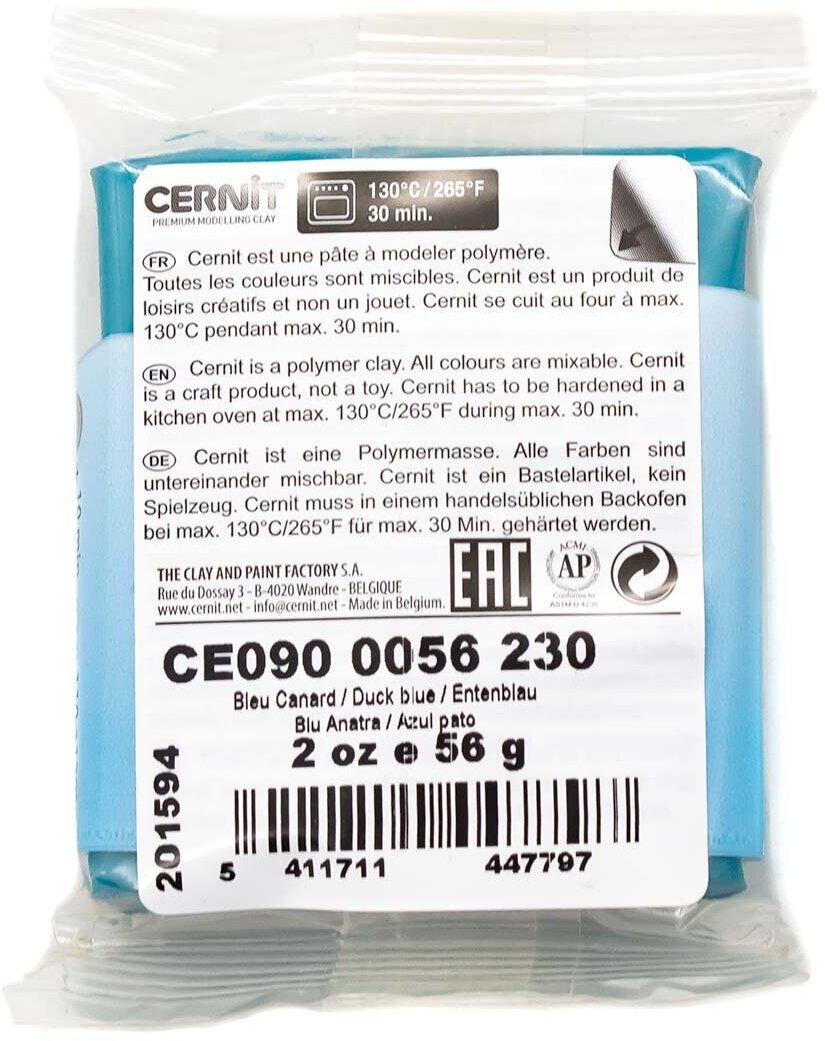 CERNIT
PREMIUM MODELLING CLAY
130°C/265°F
30 min.
FR Cernit est une pâte à modeler polymère.
Toutes les couleurs sont miscibles. Cernit est un produit de
loisirs créatifs et non un jouet. Cernit se cuit au four à max.
130°C pendant max. 30 min.
EN Cernit is a polymer clay. All colours are mixable. Cernit
is a craft product, not a toy. Cernit has to be hardened in a
kitchen oven at max. 130°C/265°F during max. 30 min.
DE Cernit ist eine Polymermasse. Alle Farben sind
untereinander mischbar. Cernit ist ein Bastelartikel, kein
Spielzeug. Cernit muss in einem handelsüblichen Backofen
bei max. 130°C/265°F für max. 30 Min. gehärtet werden.
THE CLAY AND PAINT FACTORY S.A.
Rue du Dossay 3 - B-4020 Wandre - BELGIQUE
www.cernit.net - info@cernit.net - Made in Belgium.
EAC
ACMI
AP
Conforms to
ASTM D 4236
CE090 0056 230
Bleu Canard / Duck blue / Entenblau
Blu Anatra / Azul pato
2 oz e 56 g
201594
5 411711 447797